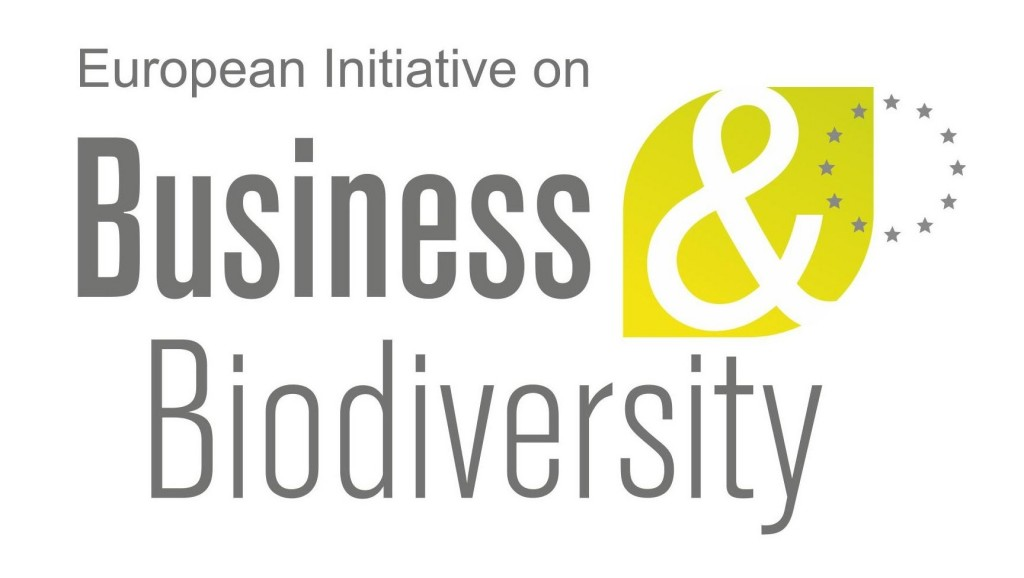 European Initiative on
Business &
Biodiversity